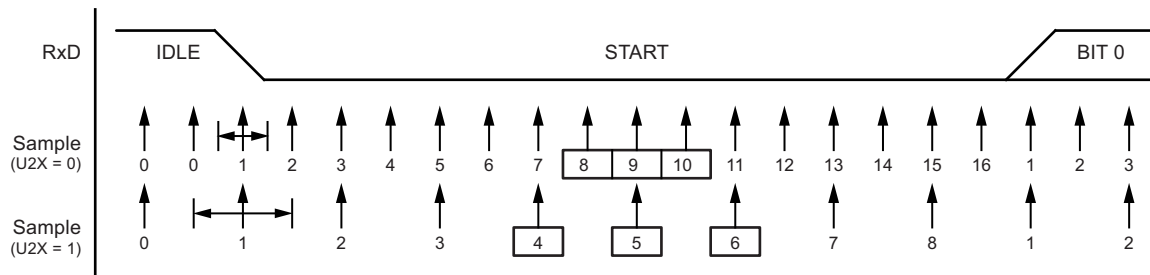 RxD IDLE START BIT 0
Sample
(U2X = 0)
0 0 1 2 3 4 5 6 7 8 9 10 11 12 13 14 15 16 1 2 3
Sample
(U2X = 1)
0 1 2 3 4 5 6 7 8 1 2